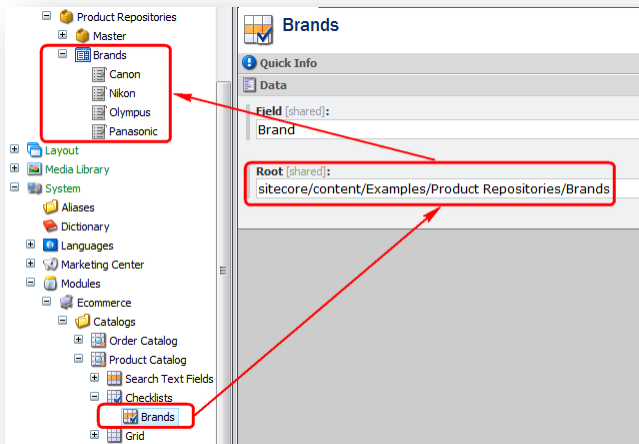 Product Repositories
Master
Brands
Canon
Nikon
Olympus
Panasonic
Layout
Media Library
System
Aliases
Dictionary
Languages
Marketing Center
Modules
Ecommerce
Catalogs
Order Catalog
Product Catalog
Search Text Fields
Checklists
Brands
Grid
Brands
Quick Info
Data
Field [shared]:
Brand
Root [shared]:
sitecore/content/Examples/Product Repositories/Brands